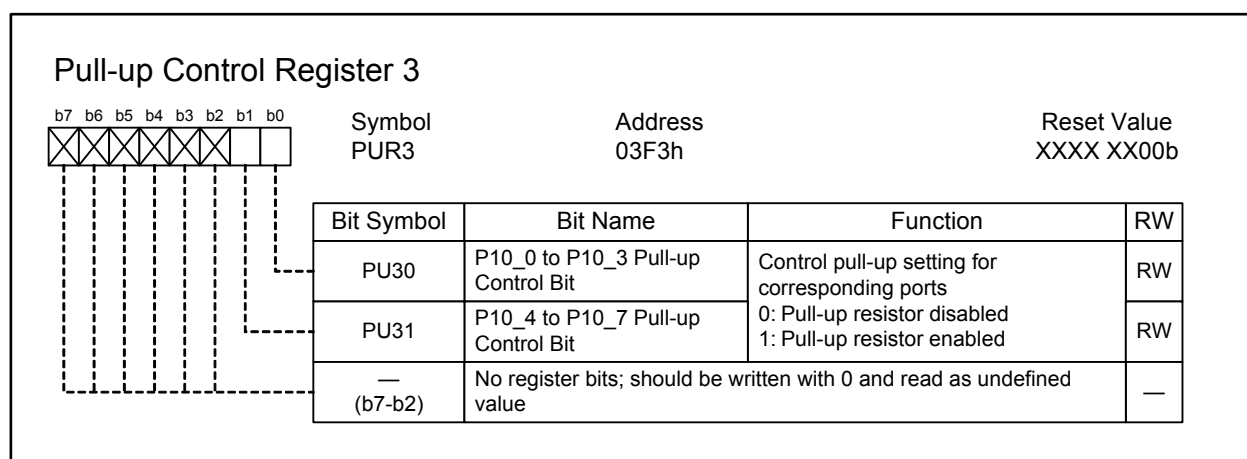 Pull-up Control Register 3
b7 b6 b5 b4 b3 b2 b1 b0
Symbol Address Reset Value
PUR3 03F3h XXXX XX00b
Bit Symbol Bit Name Function RW
PU30 P10_0 to P10_3 Pull-up
Control Bit
Control pull-up setting for
corresponding ports
0: Pull-up resistor disabled
1: Pull-up resistor enabled
RW
PU31 P10_4 to P10_7 Pull-up
Control Bit
RW
—
(b7-b2)
No register bits; should be written with 0 and read as undefined
value
—